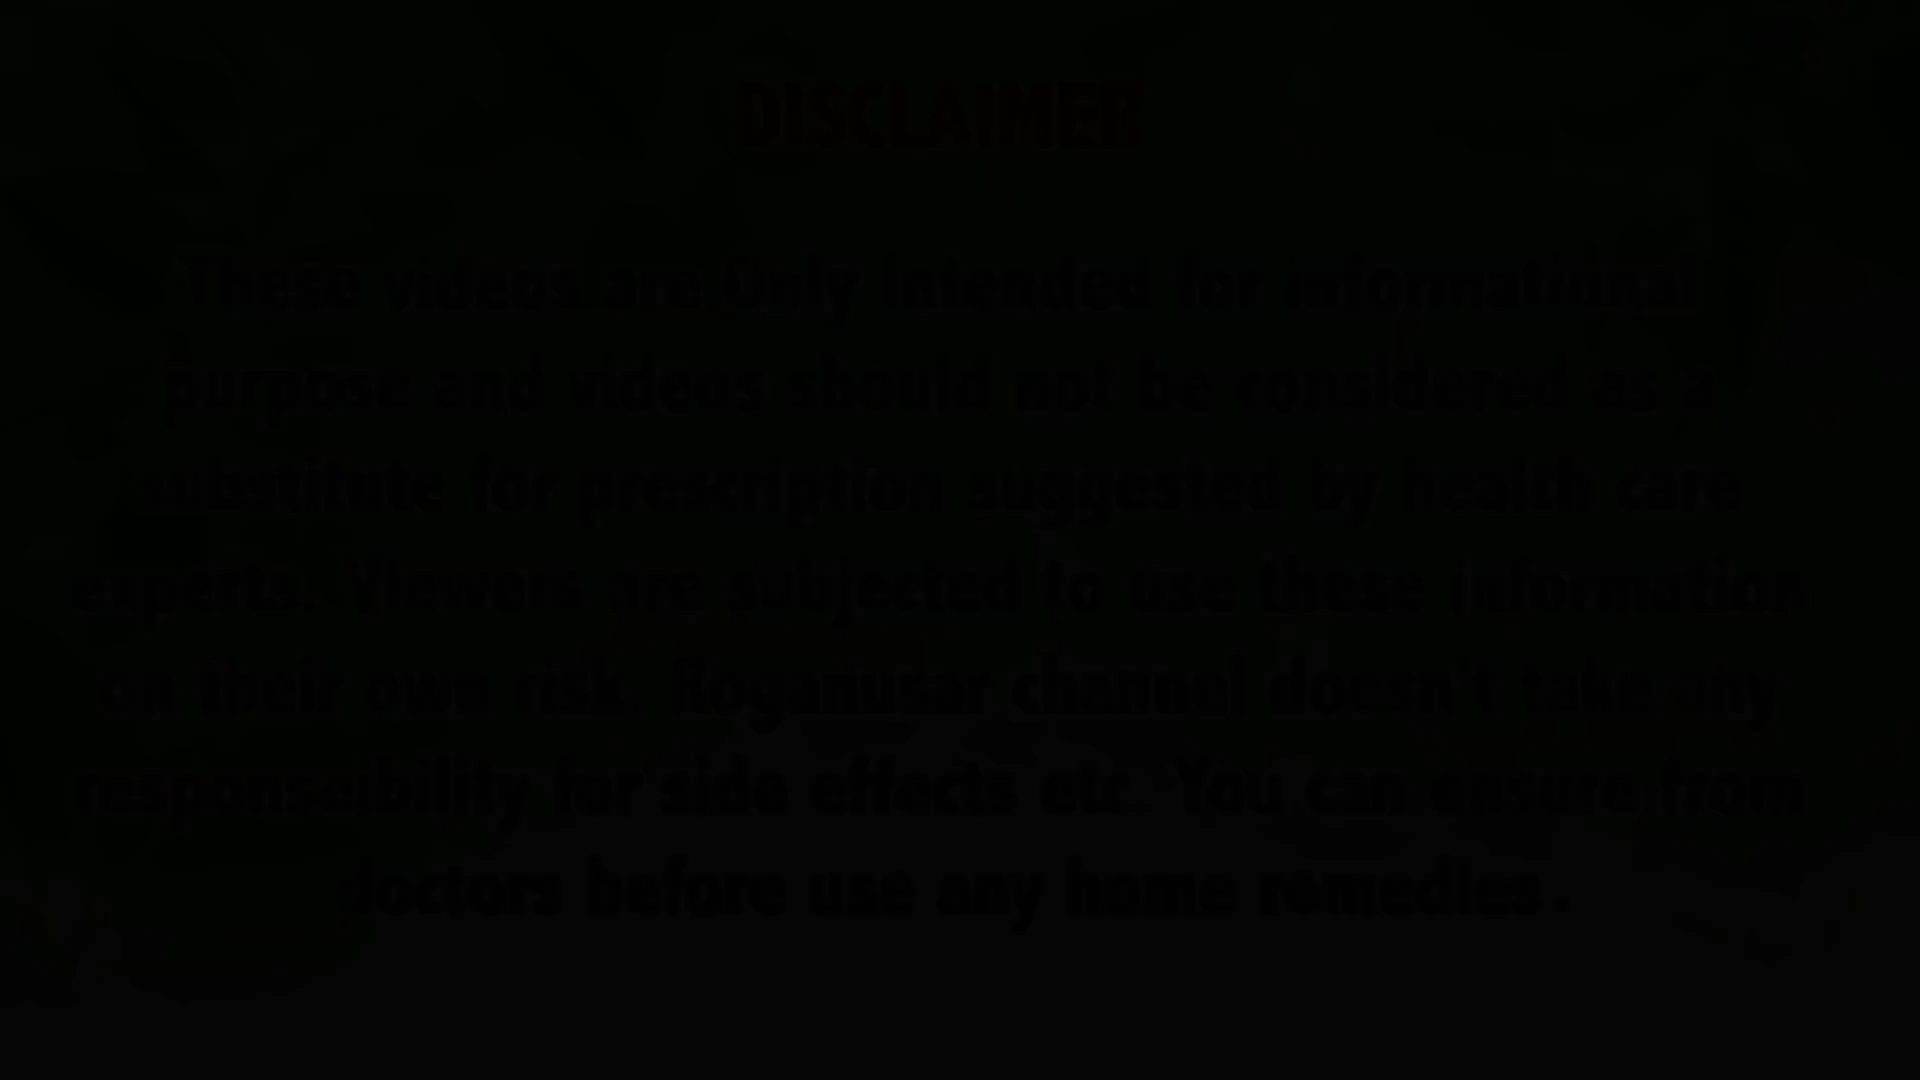 DISCLAIMER
These videos are Only intended for informational
purpose and videos should not be considered as a
substitute for prescription suggested by health care
experts. Viewers are subjected to use these information
on their own risk. Roganusar channel doesn't take any
responseibility for side effects etc. You can ensure from
doctors before use any home remedies.